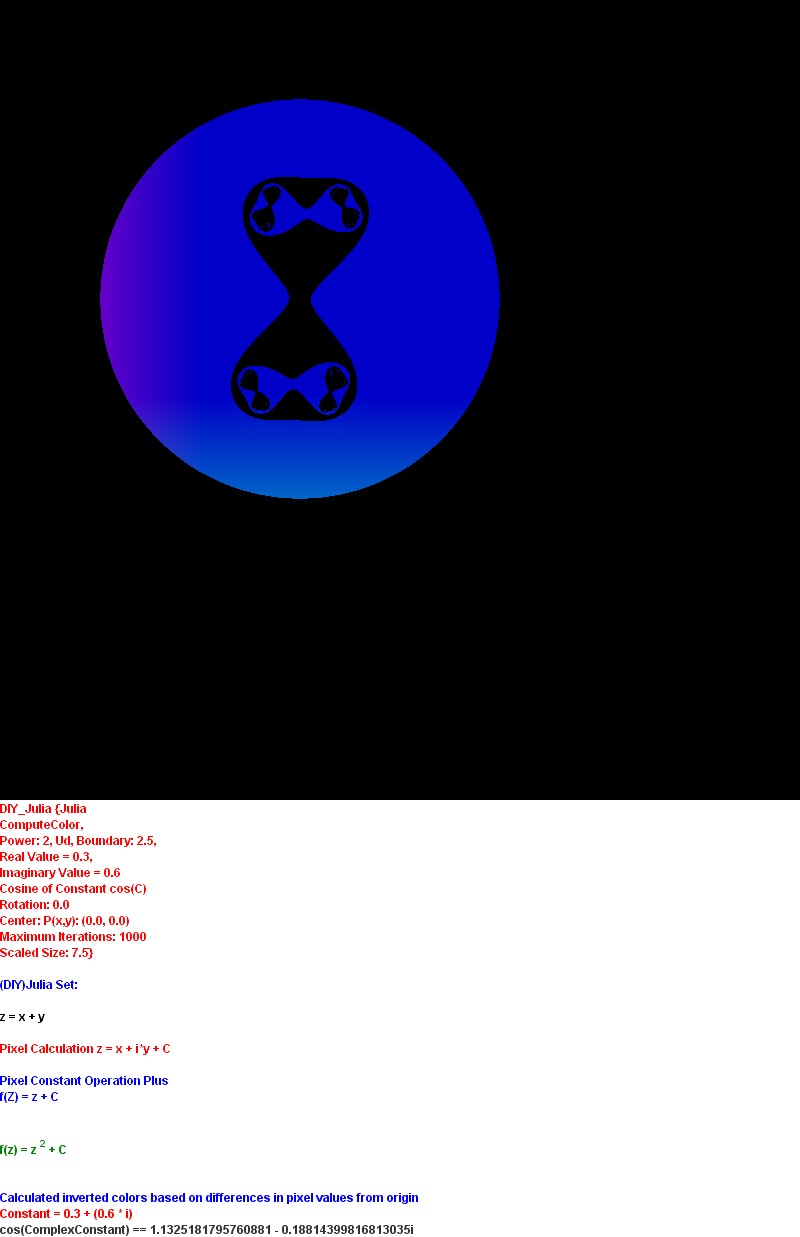 DIY_Julia {Julia
ComputeColor,
Power: 2, Ud, Boundary: 2.5,
Real Value = 0.3,
Imaginary Value = 0.6
Cosine of Constant cos(C)
Rotation: 0.0
Center: P(x,y): (0.0, 0.0)
Maximum Iterations: 1000
Scaled Size: 7.5}
(DIY)Julia Set:
z = x + y
Pixel Calculation z = x + i*y + C
Pixel Constant Operation Plus
f(Z) = z + C
f(z) = z 2 + C
Calculated inverted colors based on differences in pixel values from origin
Constant = 0.3 + (0.6 * i)
cos(ComplexConstant) == 1.1325181795760881 - 0.18814399816813035i